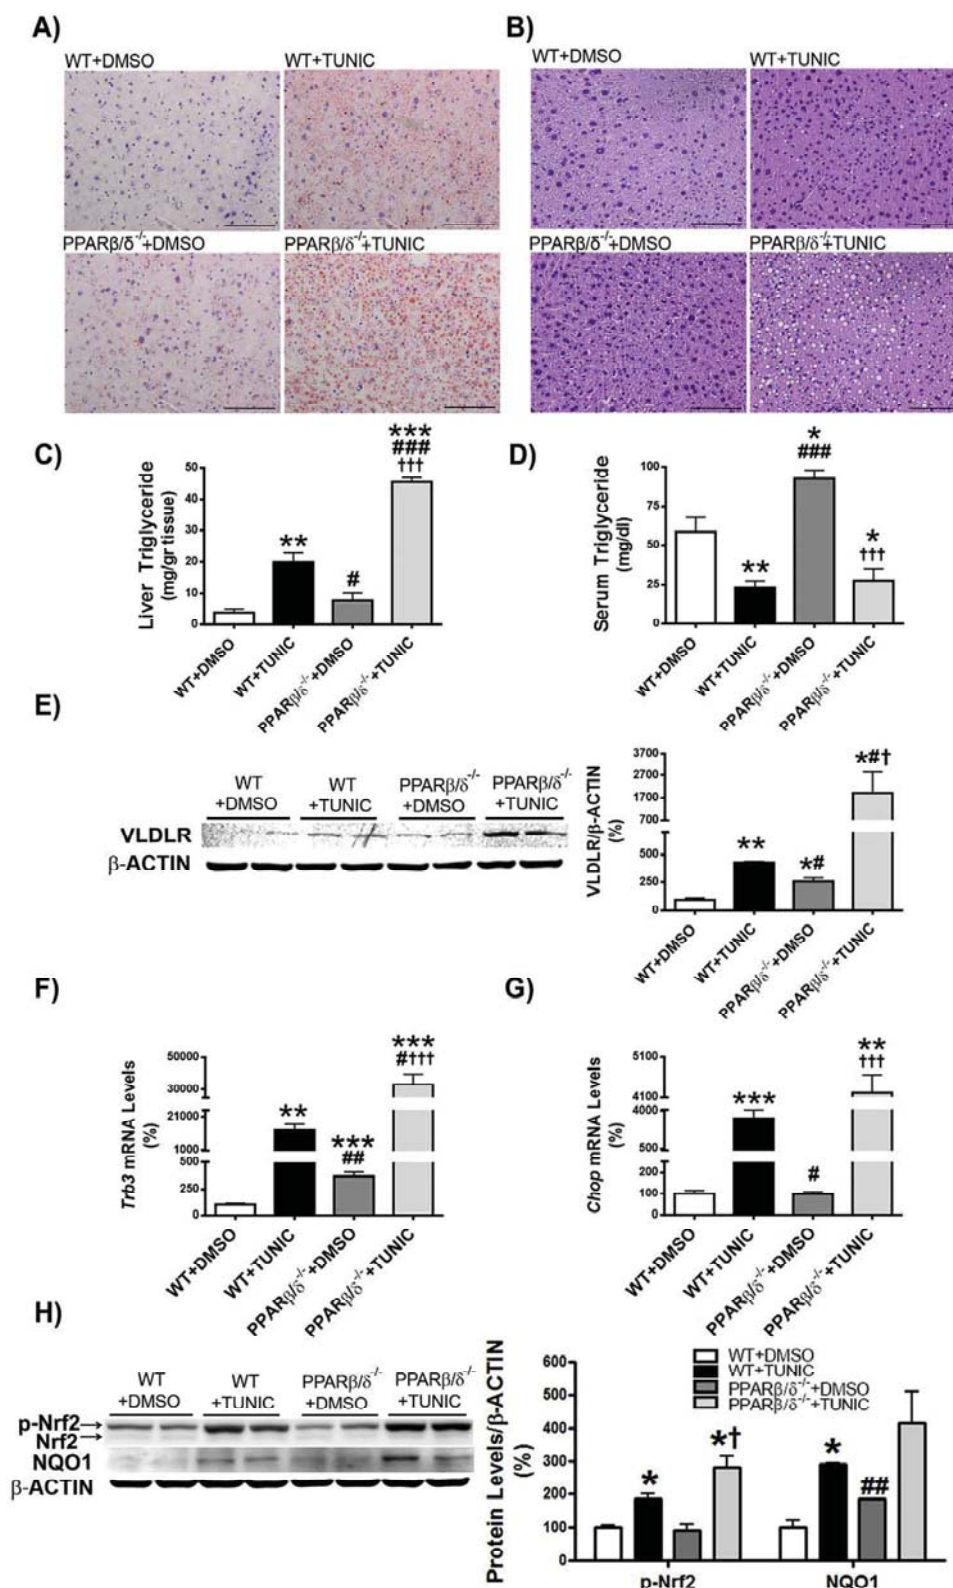 A)
WT+DMSO
WT+TUNIC
PPARβ/δ-/-+DMSO
PPARβ/δ-/-+TUNIC
B)
WT+DMSO
WT+TUNIC
PPARβ/δ-/-+DMSO
PPARβ/δ-/-+TUNIC
C)
Liver Triglyceride
(mg/gr tissue)
50
40
30
20
10
0
**
#
***
###
†††
WT+DMSO
WT+TUNIC
PPARβ/δ-/-+DMSO
PPARβ/δ-/-+TUNIC
D)
Serum Triglyceride
(mg/dl)
100
75
50
25
0
**
*
###
*
†††
WT+DMSO
WT+TUNIC
PPARβ/δ-/-+DMSO
PPARβ/δ-/-+TUNIC
E)
WT
+DMSO
WT
+TUNIC
PPARβ/δ-/-
+DMSO
PPARβ/δ-/-
+TUNIC
VLDLR
β-ACTIN
VLDLR/β-ACTIN
(%)
3700
2700
1700
700
500
250
0
**
*#
*#†
WT+DMSO
WT+TUNIC
PPARβ/δ-/-+DMSO
PPARβ/δ-/-+TUNIC
F)
Trb3 mRNA Levels
(%)
50000
30000
21000
1000
500
250
0
**
***
##
***
#†††
WT+DMSO
WT+TUNIC
PPARβ/δ-/-+DMSO
PPARβ/δ-/-+TUNIC
G)
Chop mRNA Levels
(%)
5100
4100
4000
500
200
100
0
***
#
**
†††
WT+DMSO
WT+TUNIC
PPARβ/δ-/-+DMSO
PPARβ/δ-/-+TUNIC
H)
WT
+DMSO
WT
+TUNIC
PPARβ/δ-/-
+DMSO
PPARβ/δ-/-
+TUNIC
p-Nrf2→
Nrf2→
NQO1
β-ACTIN
Protein Levels/β-ACTIN
(%)
600
500
400
300
200
100
0
WT+DMSO
WT+TUNIC
PPARβ/δ-/-+DMSO
PPARβ/δ-/-+TUNIC
*
*†
*
##
p-Nrf2
NQO1